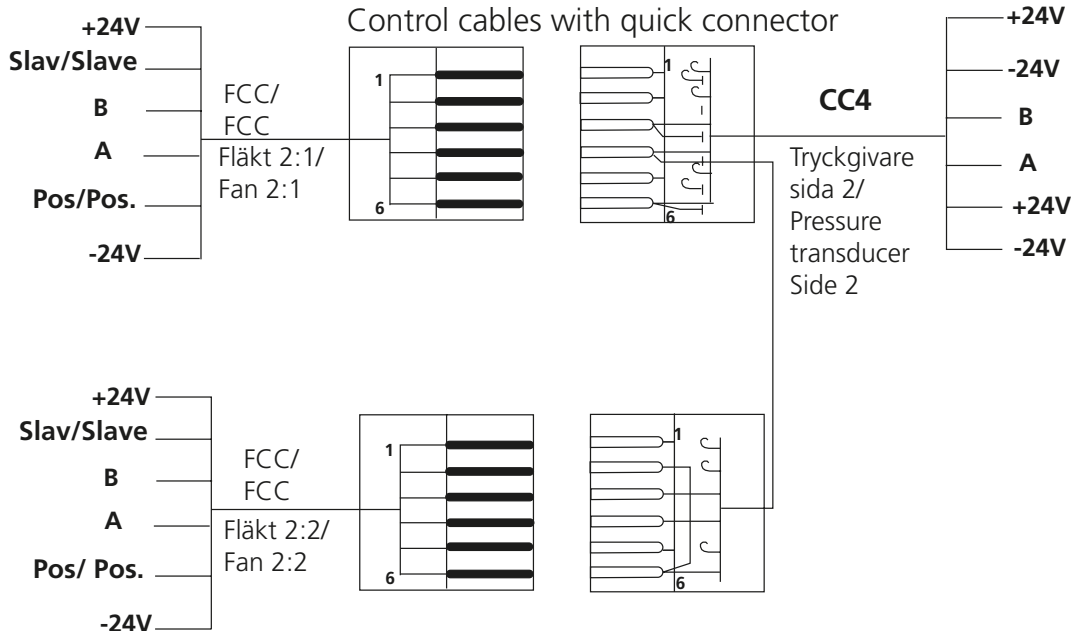 Control cables with quick connector
+24V
Slav/Slave
B
A
Pos/Pos.
-24V
FCC/
FCC
Fläkt 2:1/
Fan 2:1
1
6
1
6
CC4
Tryckgivare
sida 2/
Pressure
transducer
Side 2
+24V
-24V
B
A
+24V
-24V
+24V
Slav/Slave
B
A
Pos/ Pos.
-24V
FCC/
FCC
Fläkt 2:2/
Fan 2:2
1
6
1
6